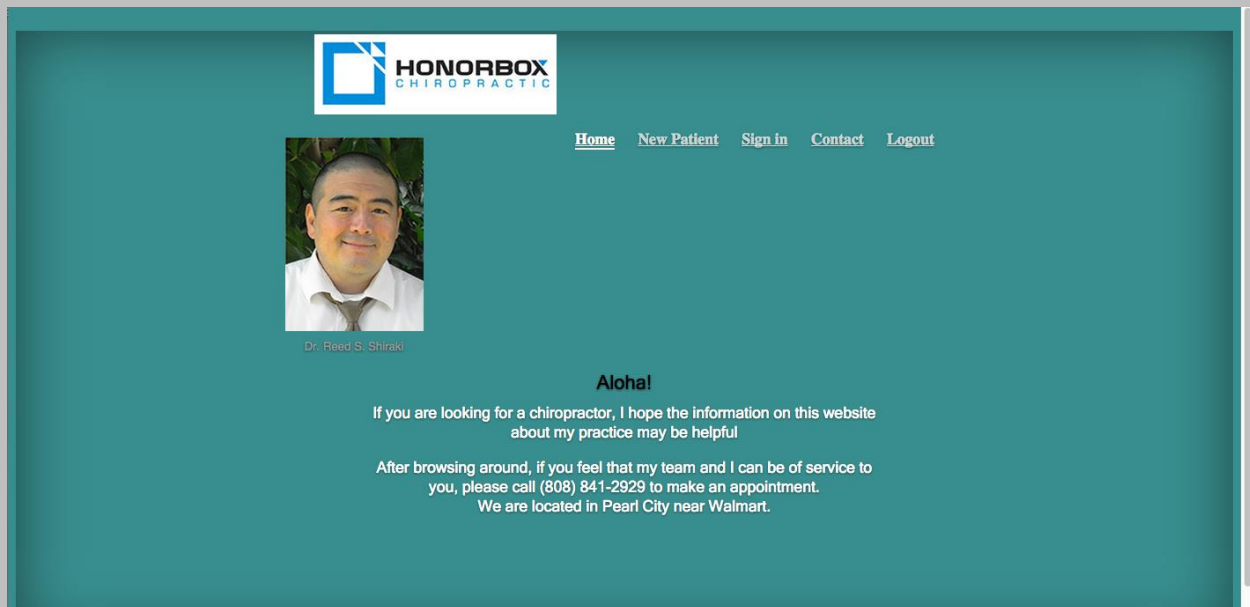 HONORBOX
CHIROPRACTIC
Home New Patient Sign in Contact Logout
Dr. Reed S. Shiraki
Aloha!
If you are looking for a chiropractor, I hope the information on this website
about my practice may be helpful
After browsing around, if you feel that my team and I can be of service to
you, please call (808) 841-2929 to make an appointment.
We are located in Pearl City near Walmart.